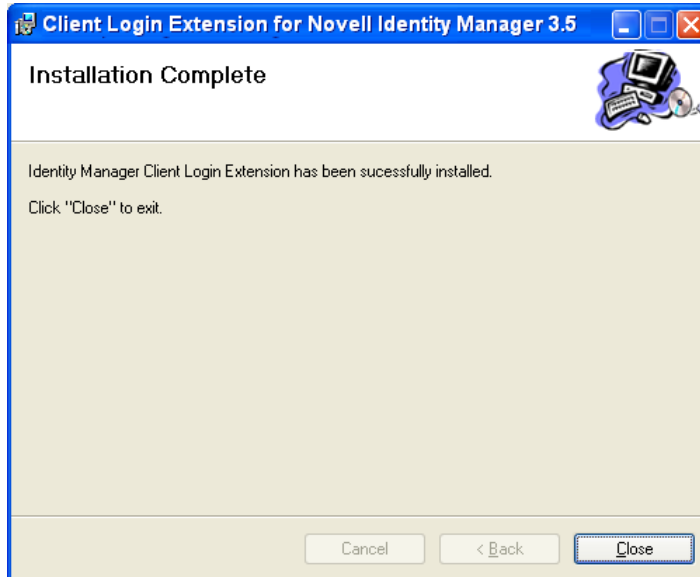 Client Login Extension for Novell Identity Manager 3.5
Installation Complete
Identity Manager Client Login Extension has been sucessfully installed.
Click "Close" to exit.
Cancel
< Back
Close